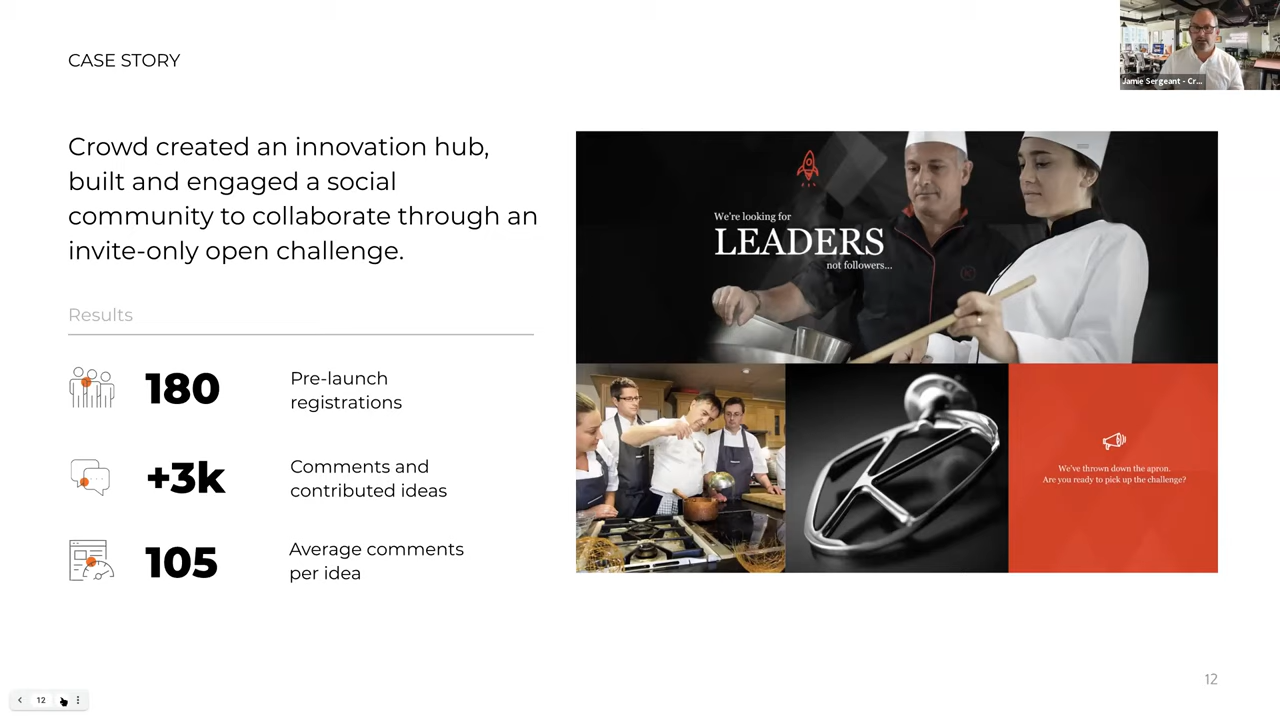 CASE STORY
Jamie Sergeant - Cr...
Crowd created an innovation hub,
built and engaged a social
community to collaborate through an
invite-only open challenge.
Results
180
Pre-launch
registrations
+3k
Comments and
contributed ideas
105
Average comments
per idea
We're looking for
LEADERS
not followers...
We've thrown down the apron.
Are you ready to pick up the challenge?
12
12